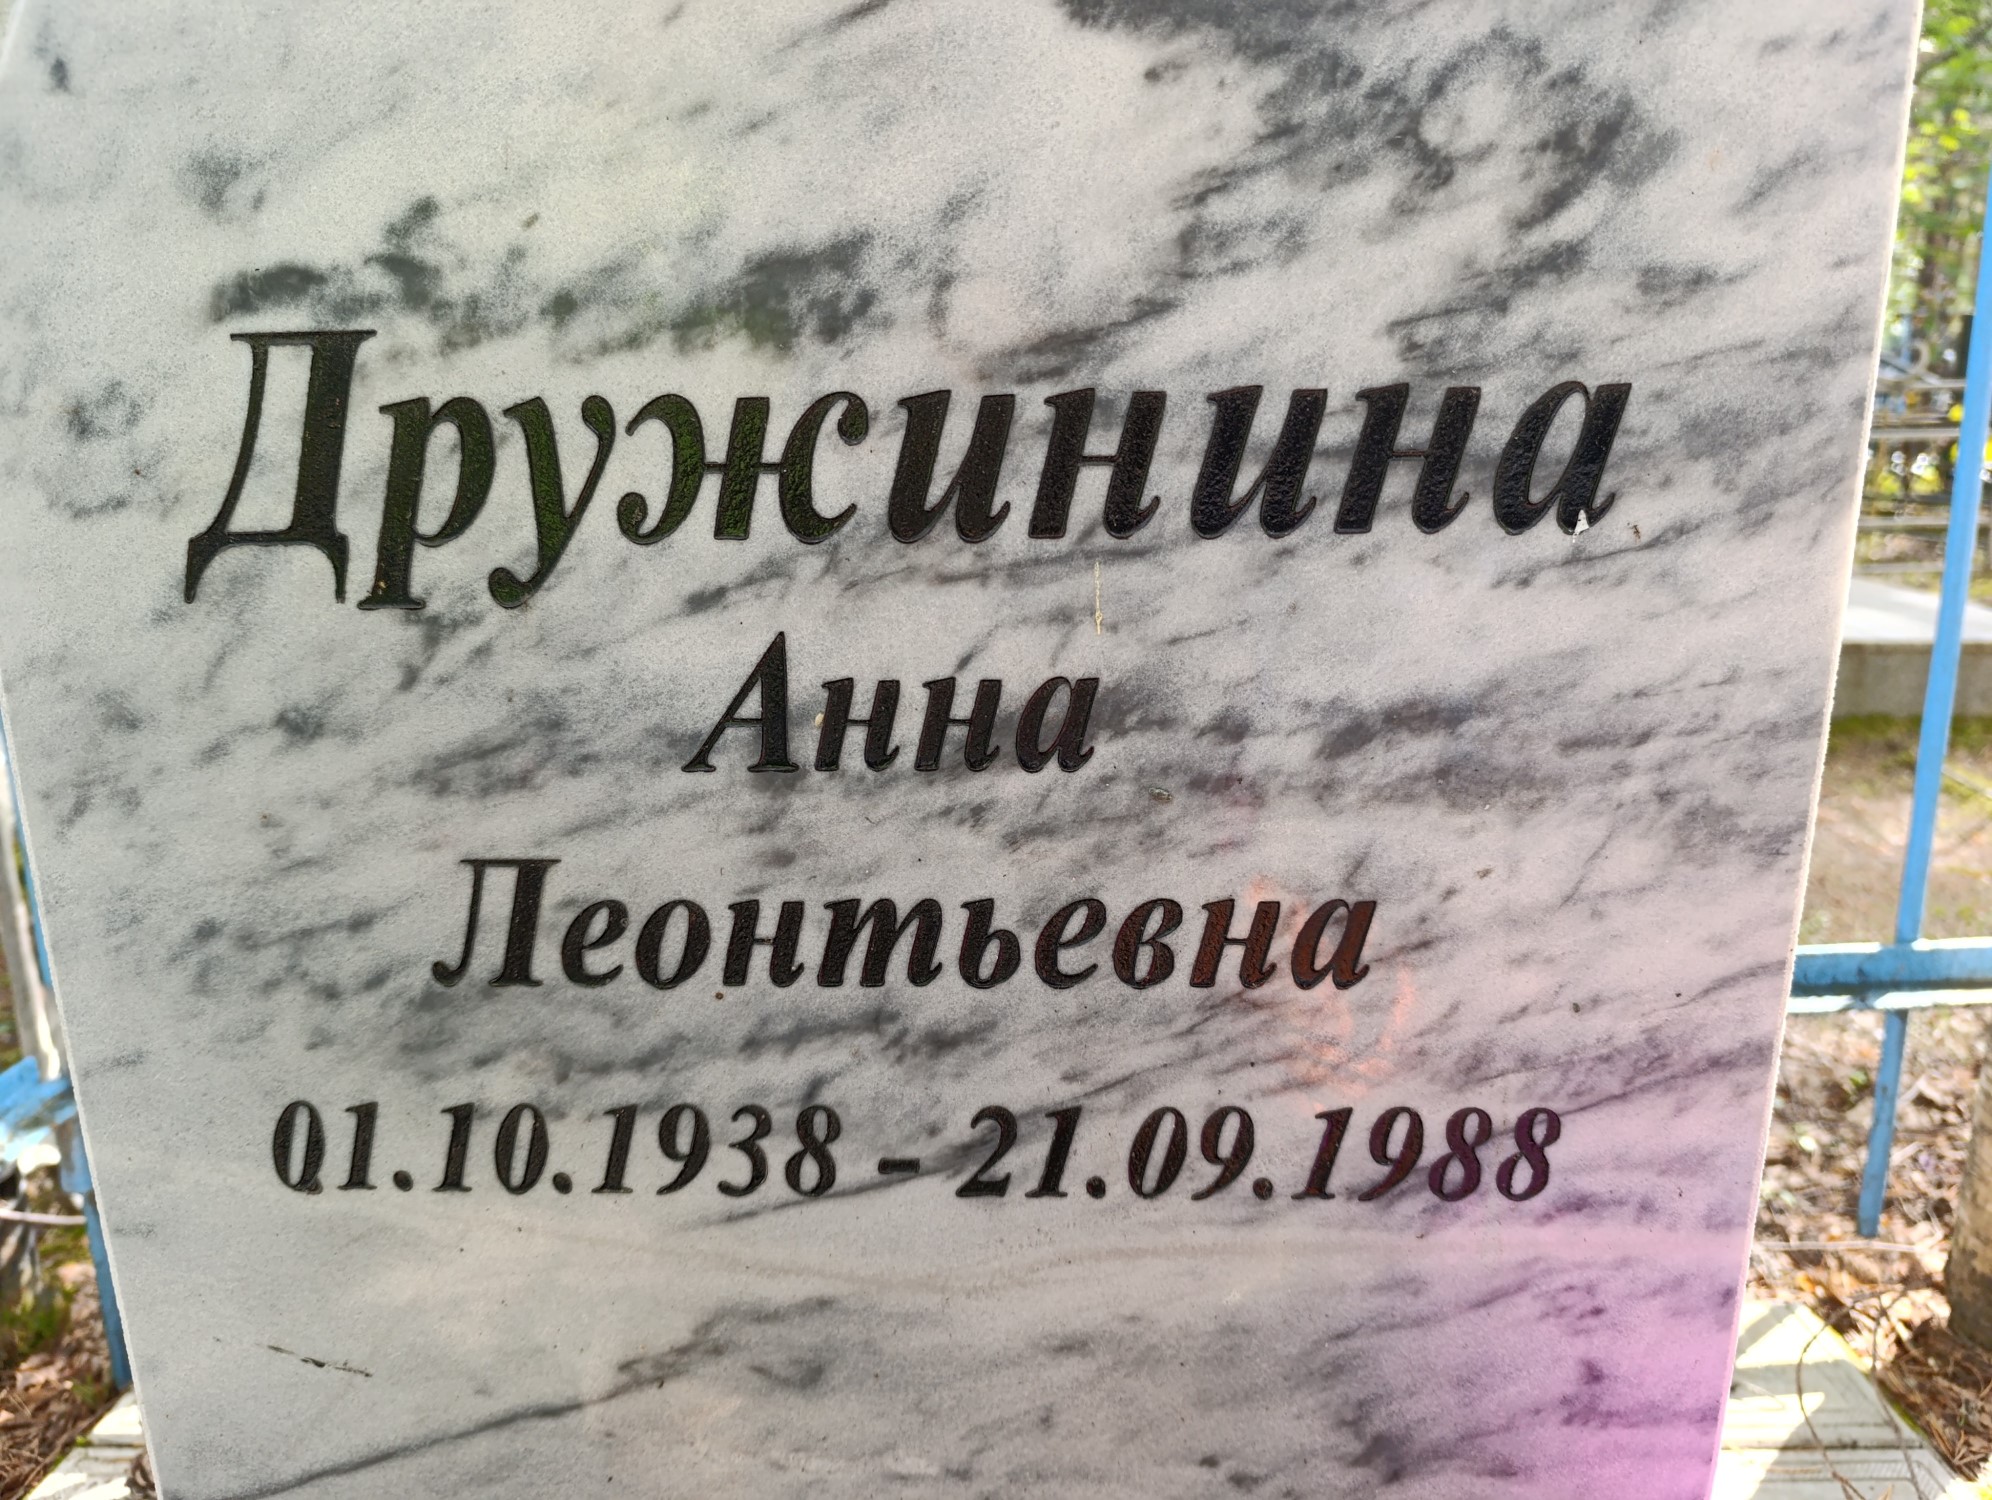 Дружинина
Анна
Леонтьевна
01.10.1938 - 21.09.1988